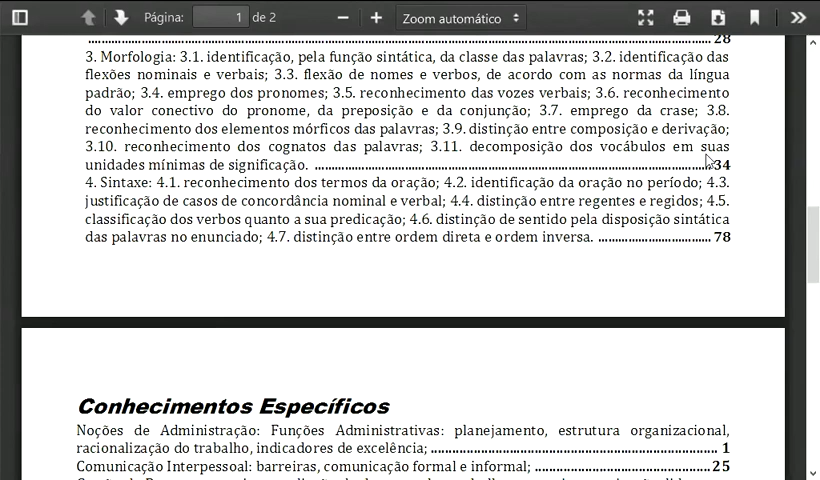 Página: 1 de 2 Zoom automático
28
3. Morfologia: 3.1. identificação, pela função sintática, da classe das palavras; 3.2. identificação das
flexões nominais e verbais; 3.3. flexão de nomes e verbos, de acordo com as normas da língua
padrão; 3.4. emprego dos pronomes; 3.5. reconhecimento das vozes verbais; 3.6. reconhecimento
do valor conectivo do pronome, da preposição e da conjunção; 3.7. emprego da crase; 3.8.
reconhecimento dos elementos mórficos das palavras; 3.9. distinção entre composição e derivação;
3.10. reconhecimento dos cognatos das palavras; 3.11. decomposição dos vocábulos em suas
unidades mínimas de significação. 34
4. Sintaxe: 4.1. reconhecimento dos termos da oração; 4.2. identificação da oração no período; 4.3.
justificação de casos de concordância nominal e verbal; 4.4. distinção entre regentes e regidos; 4.5.
classificação dos verbos quanto a sua predicação; 4.6. distinção de sentido pela disposição sintática
das palavras no enunciado; 4.7. distinção entre ordem direta e ordem inversa. 78
Conhecimentos Específicos
Noções de Administração: Funções Administrativas: planejamento, estrutura organizacional,
racionalização do trabalho, indicadores de excelência; 1
Comunicação Interpessoal: barreiras, comunicação formal e informal; 25